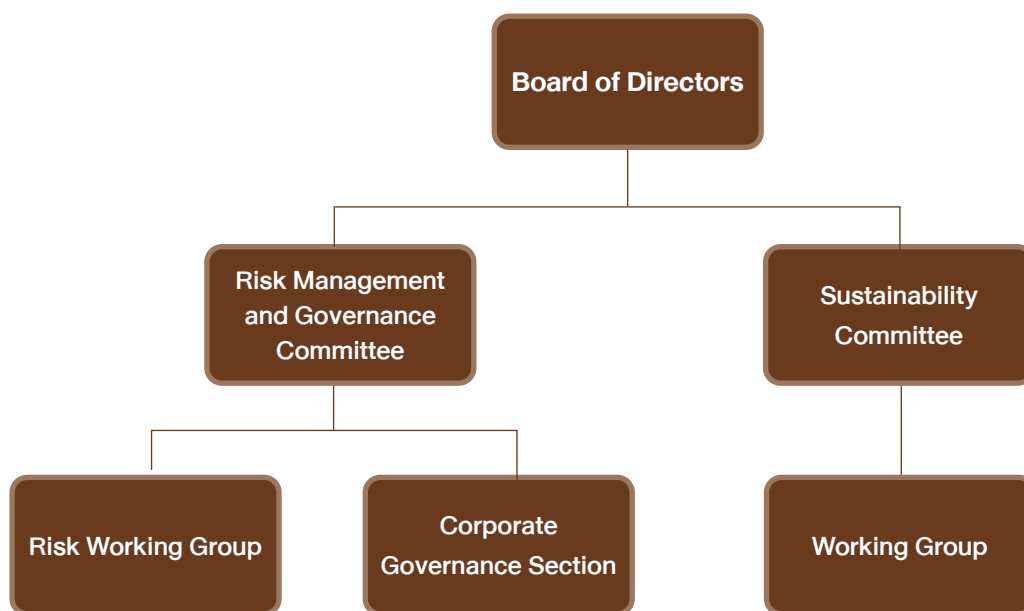 Board of Directors
Risk Management
and Governance
Committee
Sustainability
Committee
Risk Working Group
Corporate
Governance Section
Working Group